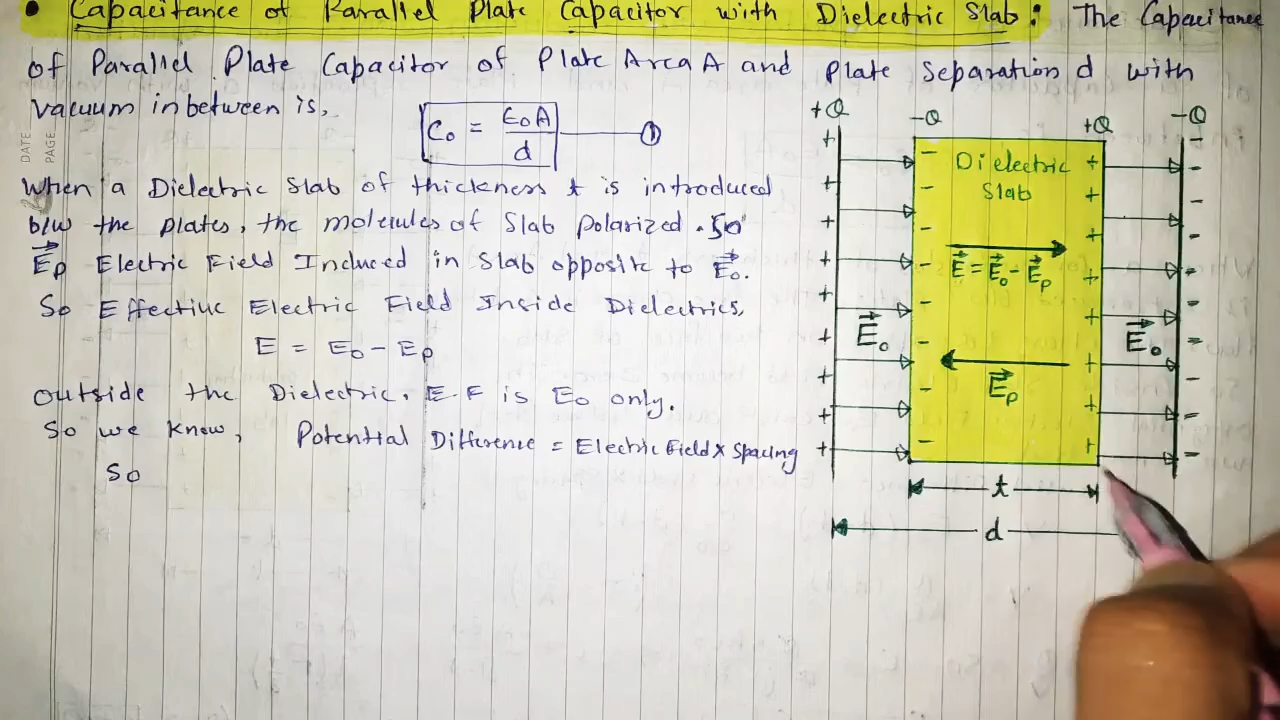 • Capacitance of Parallel Plate Capacitor with Dielectric Slab: The Capacitance
of Parallel Plate Capacitor of Plate Area A and plate separation d with
vacuum in between is,
C₀ = ε₀A / d ——— ①
When a Dielectric Slab of thickness t is introduced
b/w the plates, the molecules of Slab polarized. So
E⃗p Electric Field Induced in Slab opposite to E⃗₀.
So Effective Electric Field Inside Dielectrics,
E = E₀ - Ep
outside the Dielectric, E.F is E₀ only.
So we know, Potential Difference = Electric Field x Spacing
So
+Q
-Q
+Q
-Q
Dielectric
Slab
E⃗ = E⃗₀ - E⃗p
E⃗₀
E⃗p
E⃗₀
t
d
DATE
PAGE